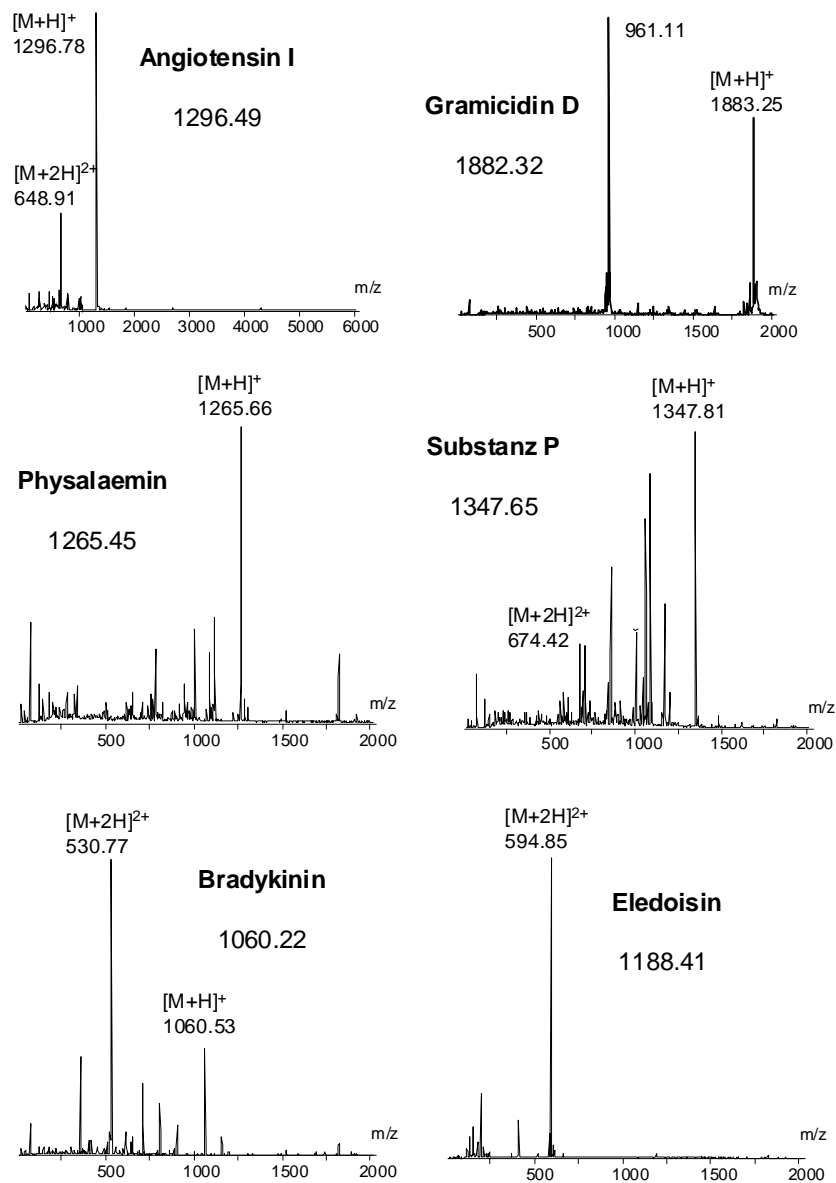 [M+H]+
1296.78
Angiotensin I
1296.49
[M+2H]2+
648.91
m/z
1000 2000 3000 4000 5000 6000
961.11
[M+H]+
1883.25
Gramicidin D
1882.32
m/z
500 1000 1500 2000
[M+H]+
1265.66
Physalaemin
1265.45
m/z
500 1000 1500 2000
[M+H]+
1347.81
Substanz P
1347.65
[M+2H]2+
674.42
m/z
500 1000 1500 2000
[M+2H]2+
530.77
Bradykinin
1060.22
[M+H]+
1060.53
m/z
500 1000 1500 2000
[M+2H]2+
594.85
Eledoisin
1188.41
m/z
500 1000 1500 2000